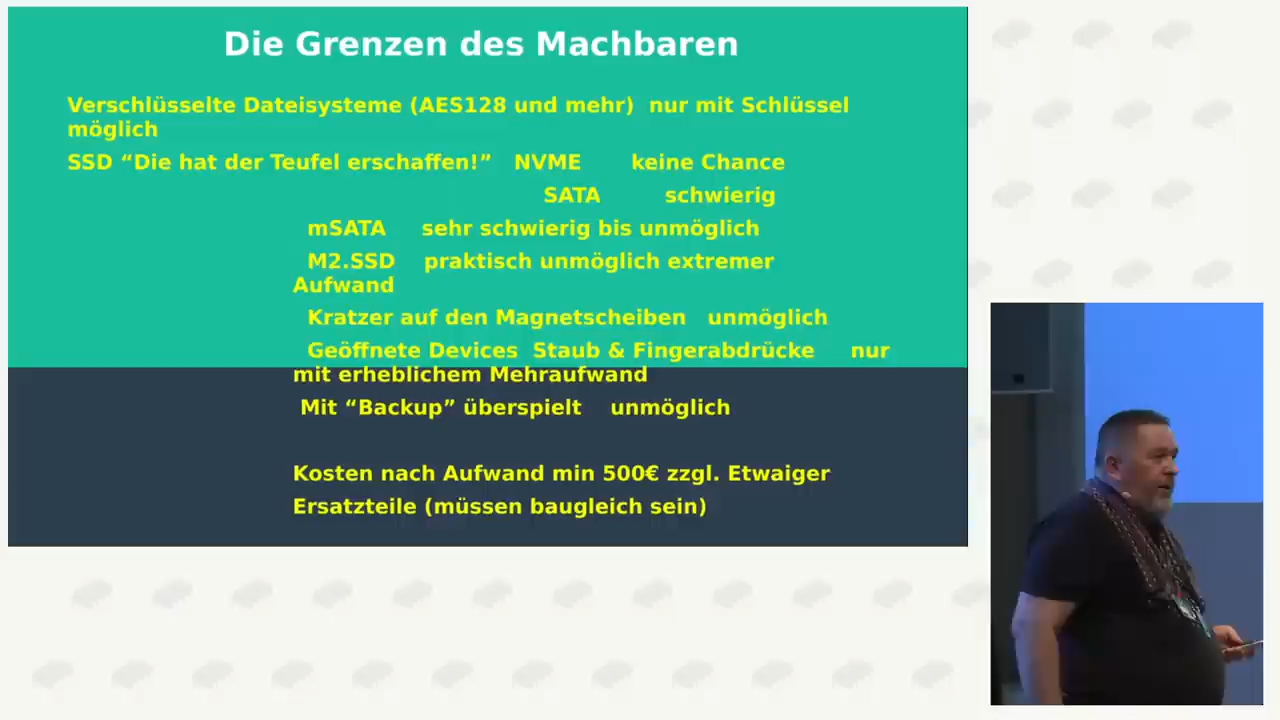 Die Grenzen des Machbaren
Verschlüsselte Dateisysteme (AES128 und mehr) nur mit Schlüssel
möglich
SSD “Die hat der Teufel erschaffen!” NVME keine Chance
SATA schwierig
mSATA sehr schwierig bis unmöglich
M2.SSD praktisch unmöglich extremer
Aufwand
Kratzer auf den Magnetscheiben unmöglich
Geöffnete Devices Staub & Fingerabdrücke nur
mit erheblichem Mehraufwand
Mit “Backup” überspielt unmöglich
Kosten nach Aufwand min 500€ zzgl. Etwaiger
Ersatzteile (müssen baugleich sein)